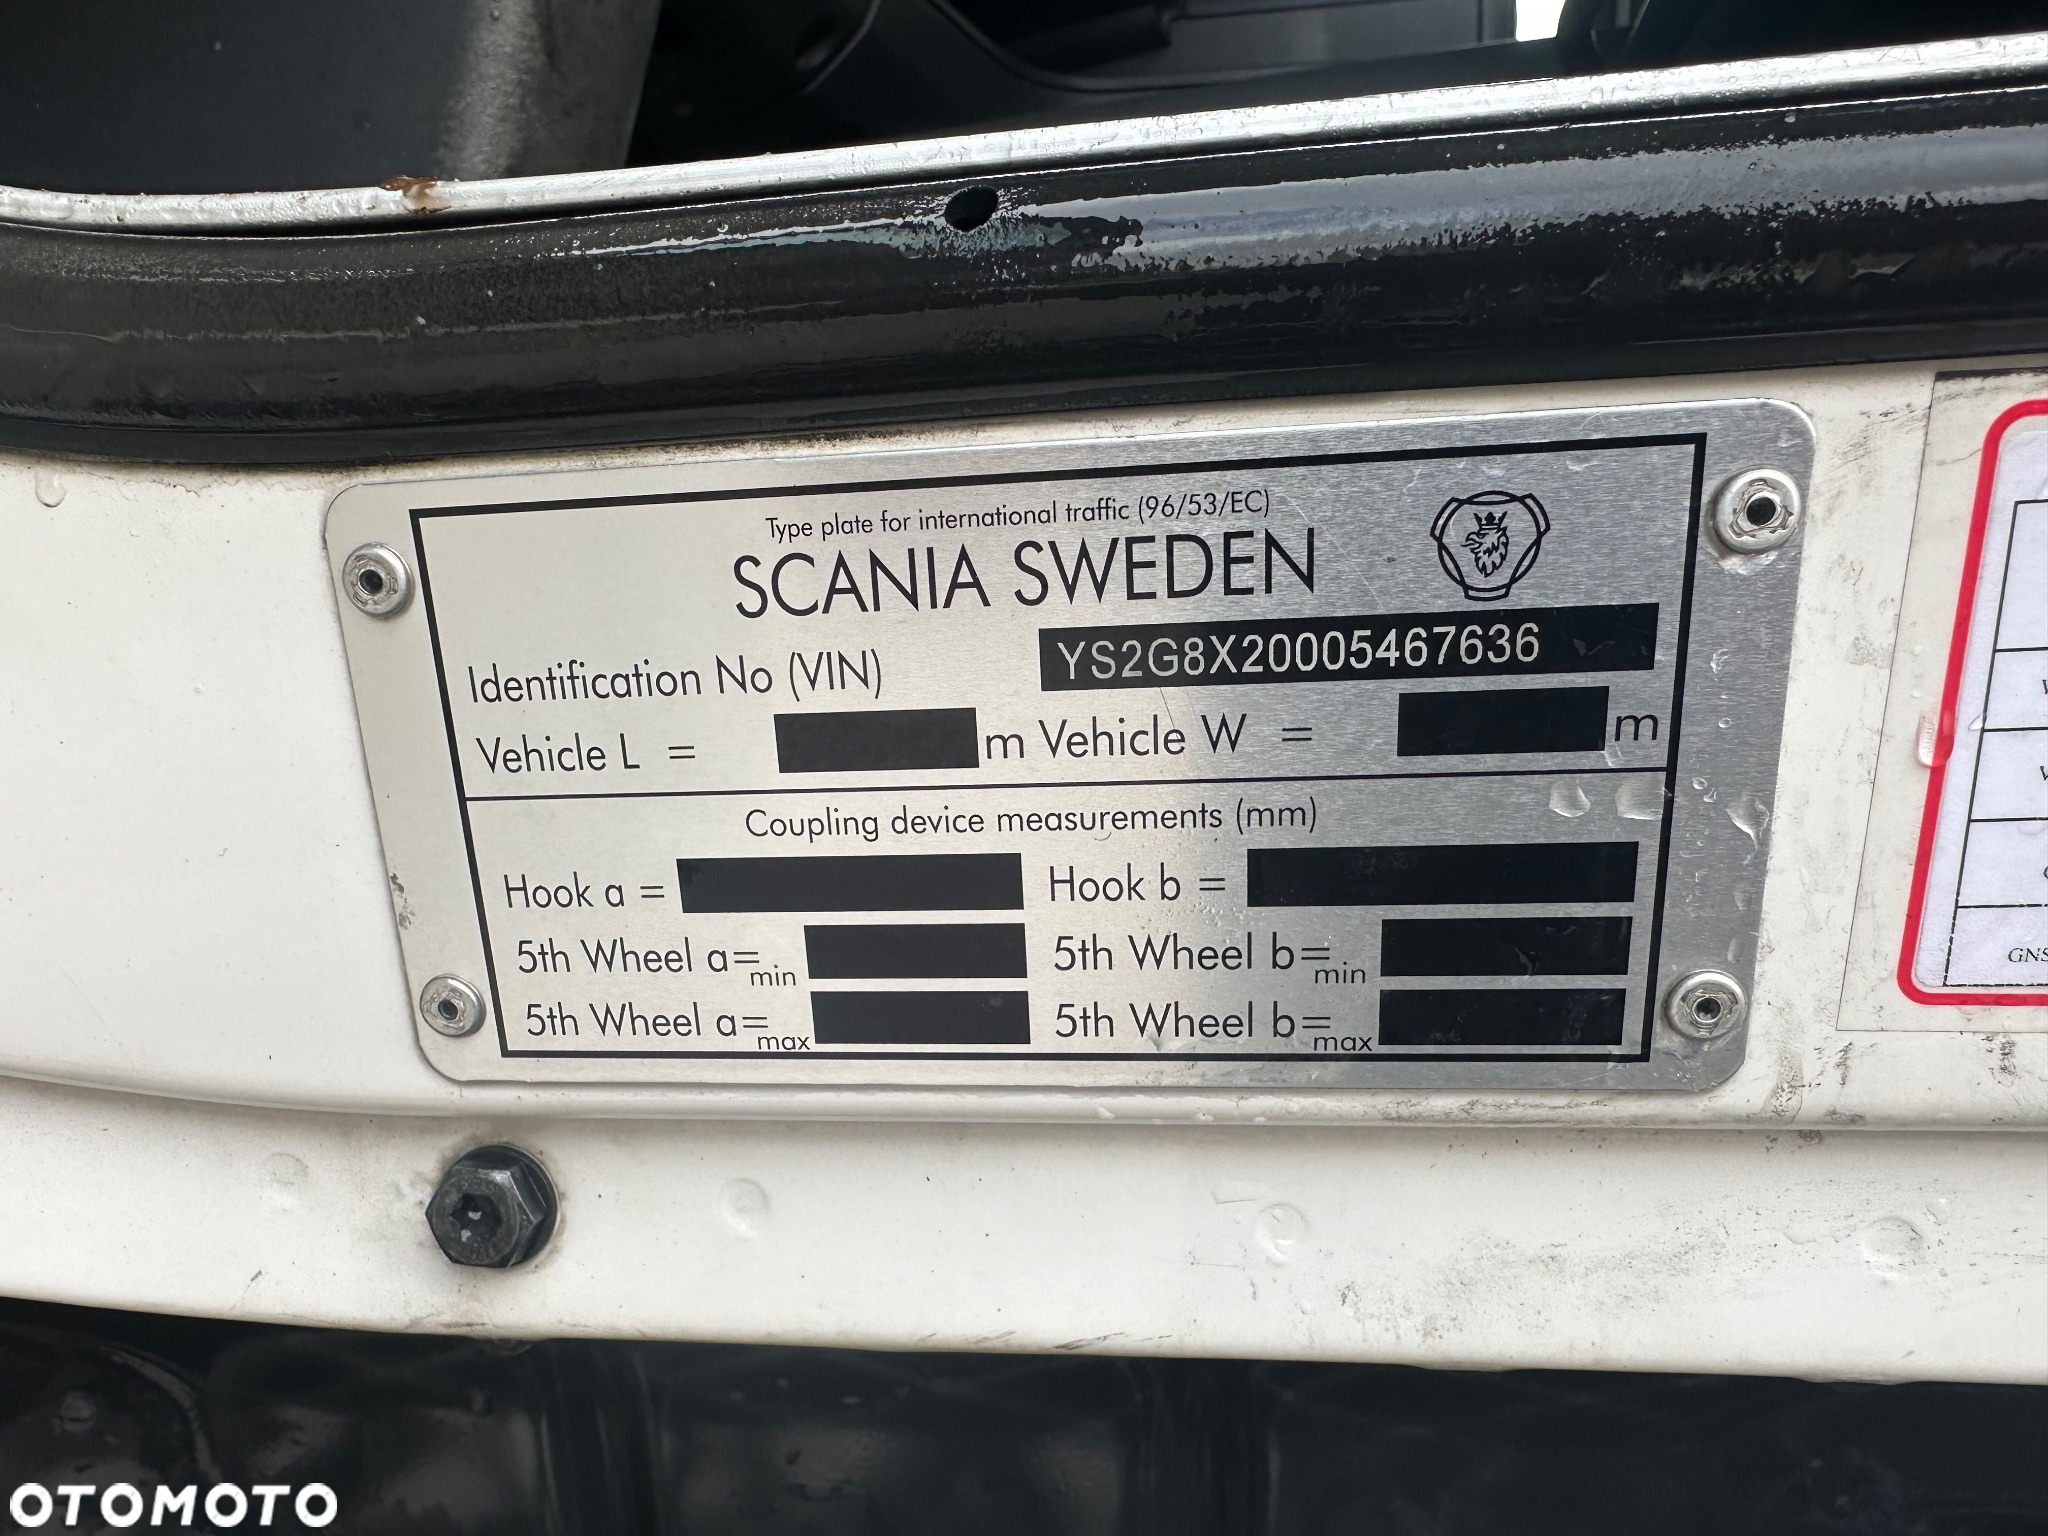 Type plate for international traffic (96/53/EC)
SCANIA SWEDEN
Identification No (VIN) YS2G8X20005467636
Vehicle L = m Vehicle W = m
Coupling device measurements (mm)
Hook a = Hook b =
5th Wheel a=min 5th Wheel b=min
5th Wheel a=max 5th Wheel b=max
OTOMOTO